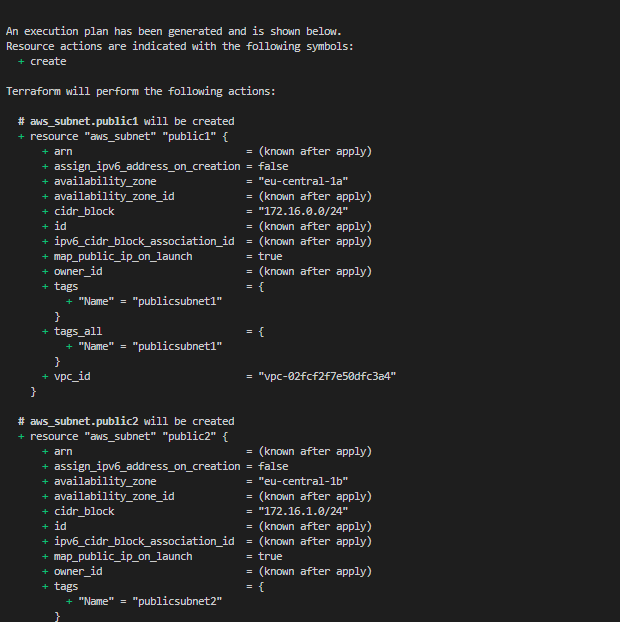 An execution plan has been generated and is shown below.
Resource actions are indicated with the following symbols:
  + create

Terraform will perform the following actions:

  # aws_subnet.public1 will be created
  + resource "aws_subnet" "public1" {
      + arn                             = (known after apply)
      + assign_ipv6_address_on_creation = false
      + availability_zone               = "eu-central-1a"
      + availability_zone_id            = (known after apply)
      + cidr_block                      = "172.16.0.0/24"
      + id                              = (known after apply)
      + ipv6_cidr_block_association_id  = (known after apply)
      + map_public_ip_on_launch         = true
      + owner_id                        = (known after apply)
      + tags                            = {
          + "Name" = "publicsubnet1"
        }
      + tags_all                        = {
          + "Name" = "publicsubnet1"
        }
      + vpc_id                          = "vpc-02fcf2f7e50dfc3a4"
    }

  # aws_subnet.public2 will be created
  + resource "aws_subnet" "public2" {
      + arn                             = (known after apply)
      + assign_ipv6_address_on_creation = false
      + availability_zone               = "eu-central-1b"
      + availability_zone_id            = (known after apply)
      + cidr_block                      = "172.16.1.0/24"
      + id                              = (known after apply)
      + ipv6_cidr_block_association_id  = (known after apply)
      + map_public_ip_on_launch         = true
      + owner_id                        = (known after apply)
      + tags                            = {
          + "Name" = "publicsubnet2"
        }